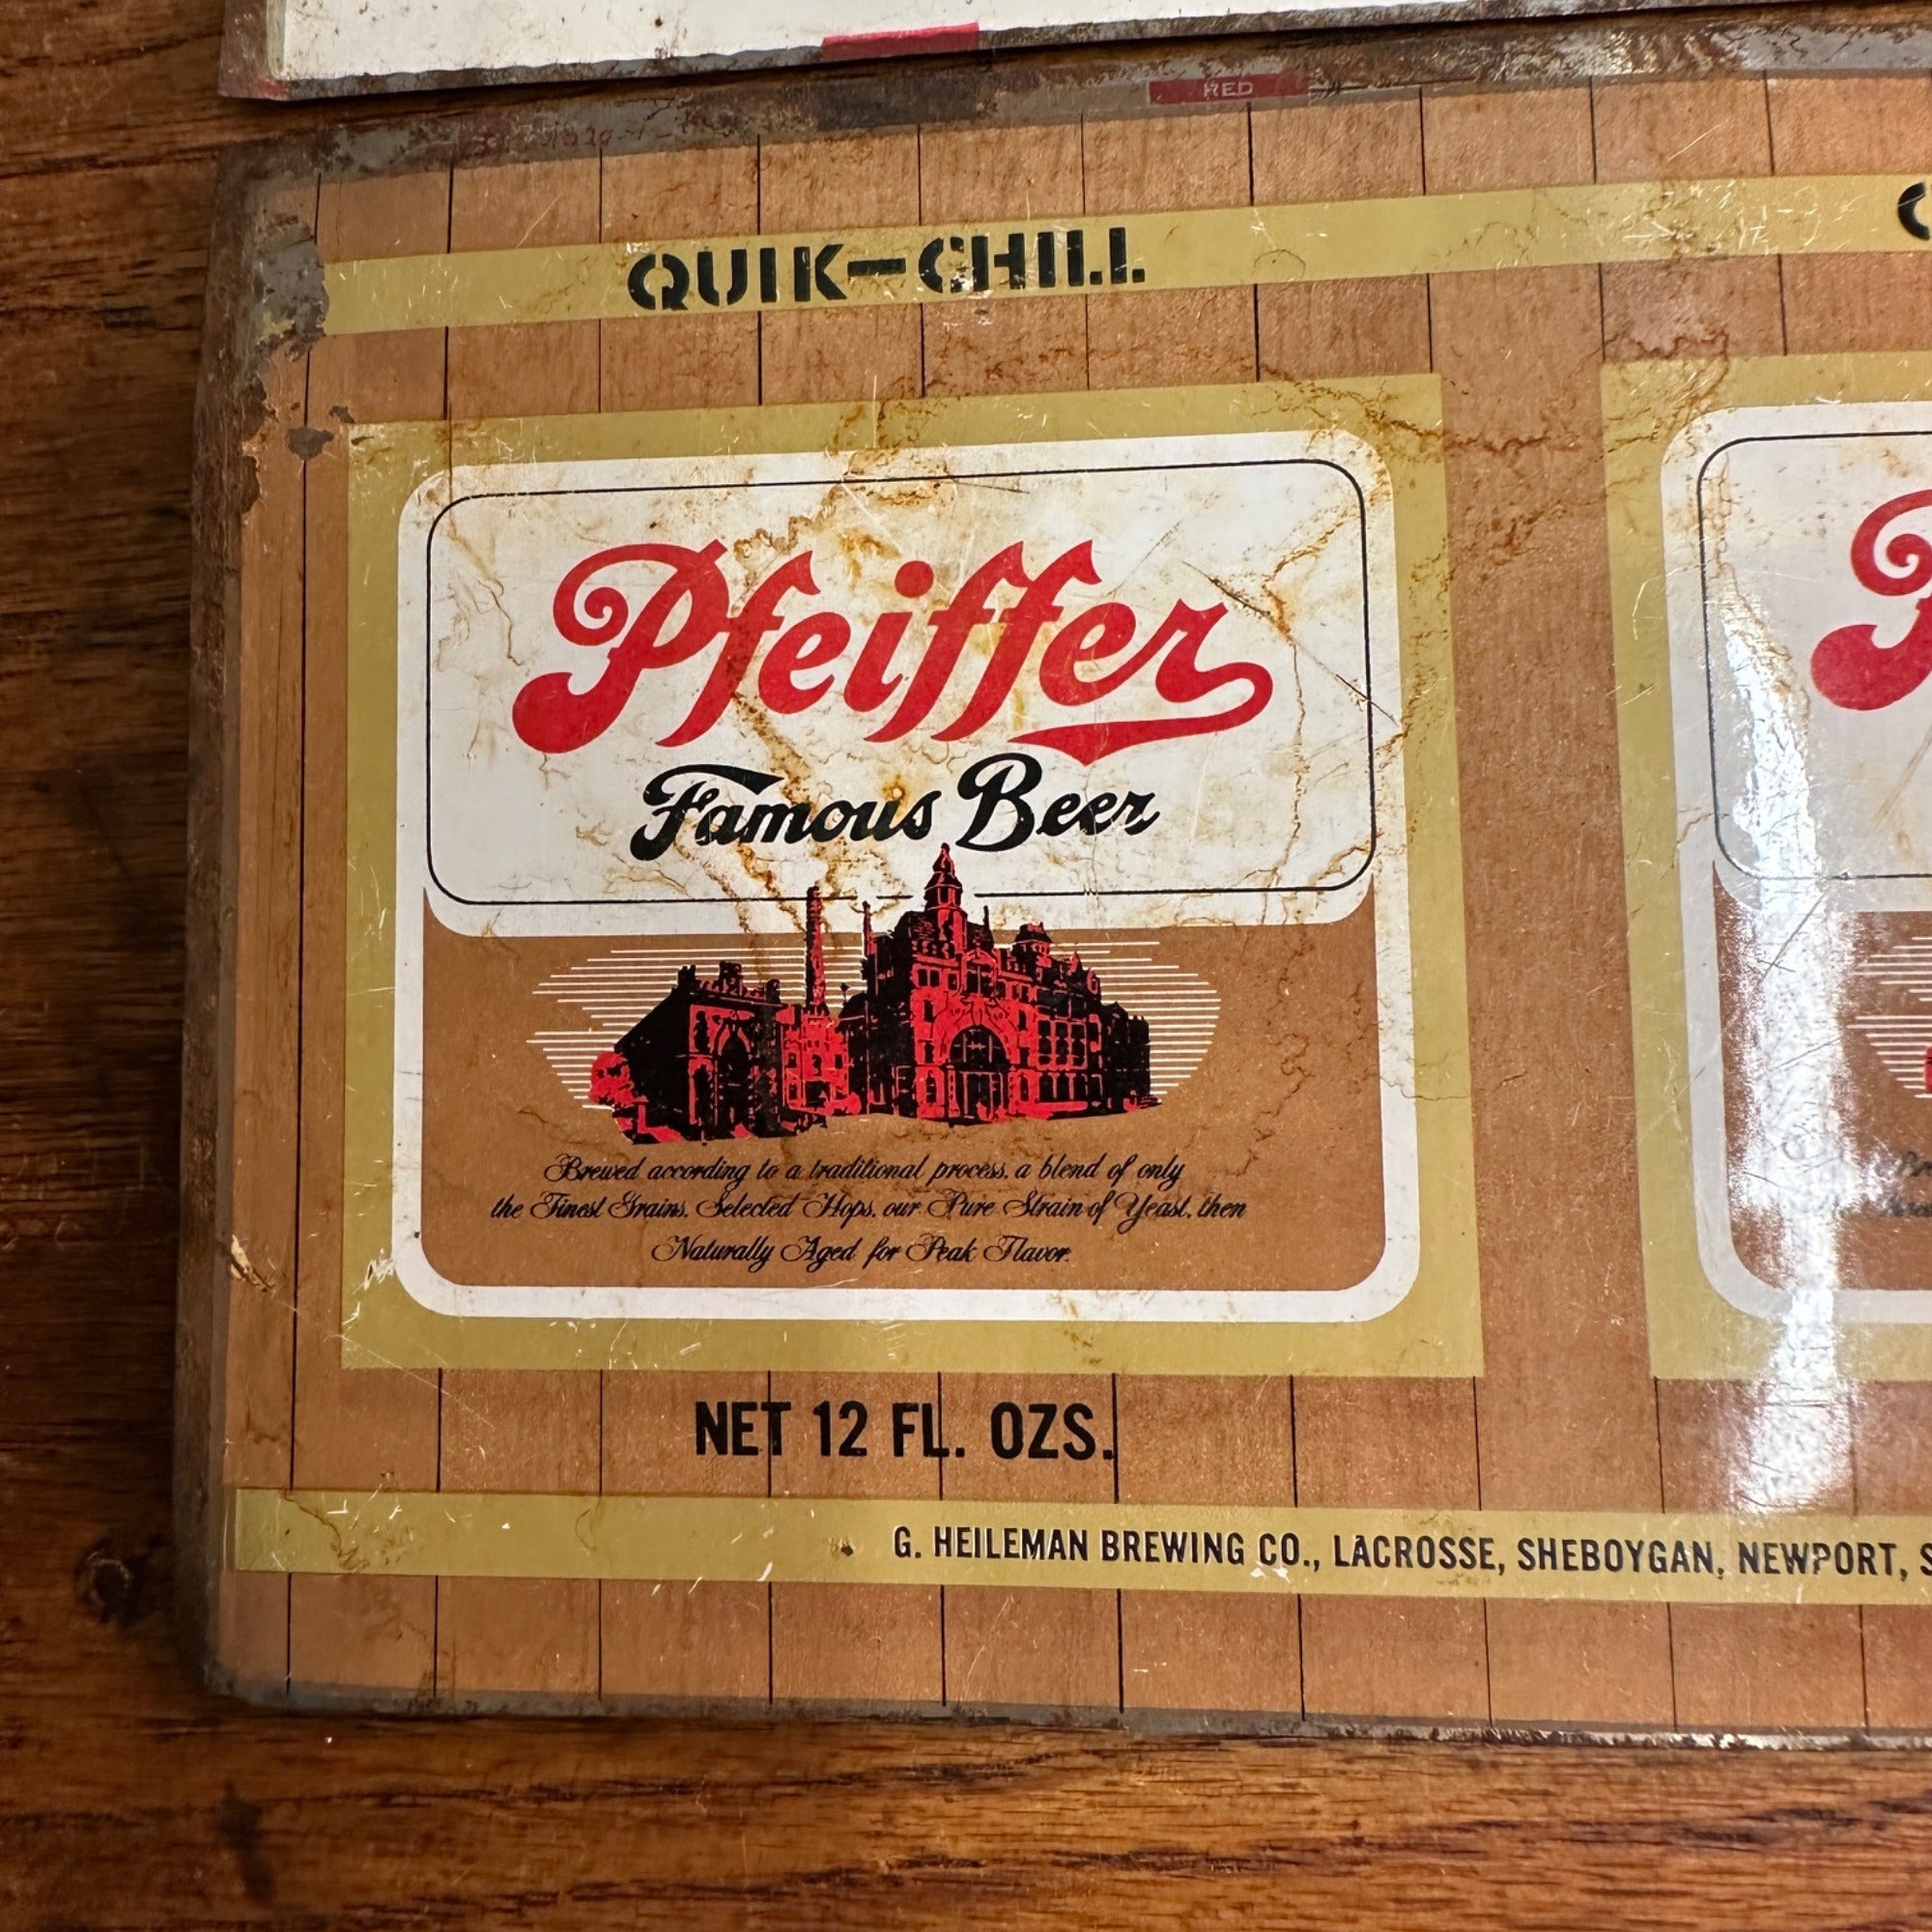 RED
QUIK-CHILL
Pfeiffer
Famous Beer
Brewed according to a traditional process, a blend of only
the Finest Grains, Selected Hops, our Pure Strain of Yeast, then
Naturally Aged for Peak Flavor.
NET 12 FL. OZS.
G. HEILEMAN BREWING CO., LACROSSE, SHEBOYGAN, NEWPORT, S